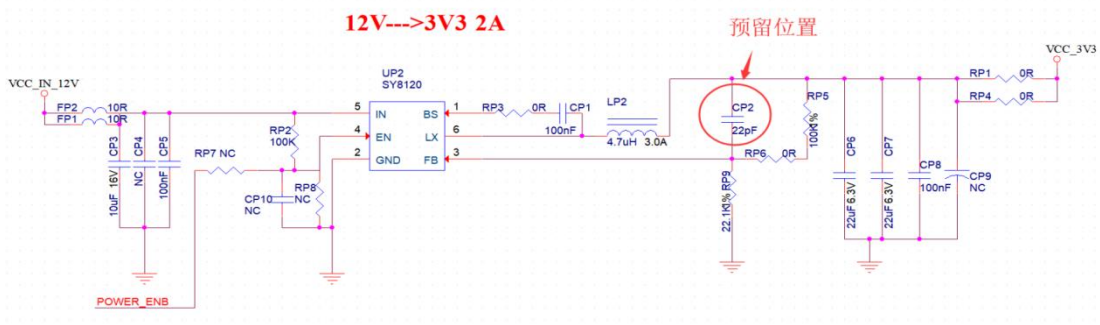 12V--->3V3 2A
预留位置
VCC_3V3
VCC_IN_12V
UP2
SY8120
FP2 10R
FP1 10R
5 IN BS 1
4 EN LX 6
2 GND FB 3
RP3 0R CP1
100nF
LP2
4.7uH 3.0A
CP2
22pF
RP5
100K1%
RP1 0R
RP4 0R
RP2
100K
RP7 NC
RP6 0R
CP3
10uF 16V
CP4
NC
CP5
100nF
CP10
NC
RP8
NC
RP9
22.1K1%
CP6
22uF 6.3V
CP7
22uF 6.3V
CP8
100nF
CP9
NC
POWER_ENB